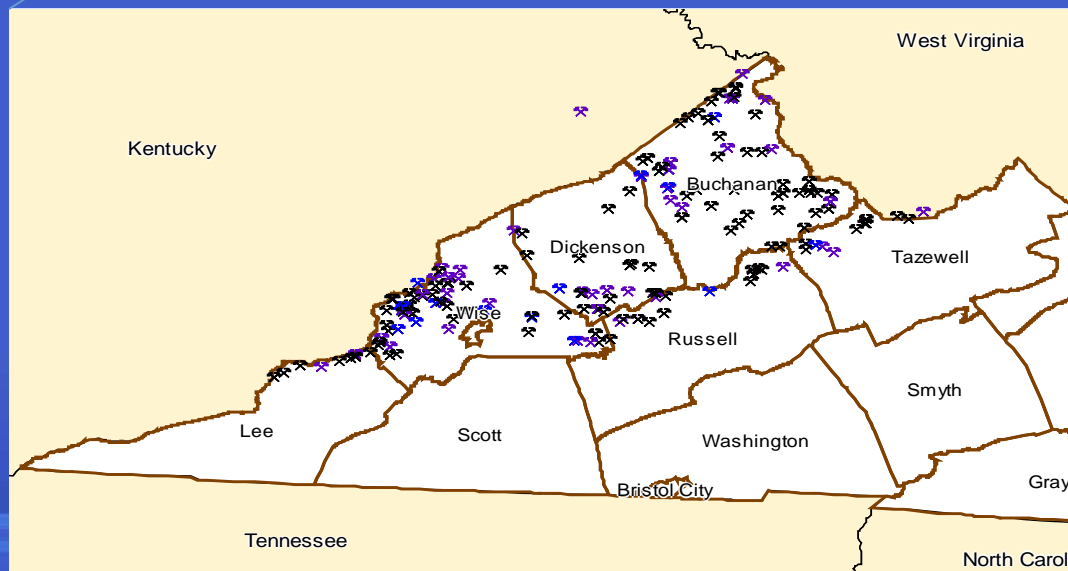 West Virginia
Kentucky
Buchanan
Dickenson
Tazewell
Wise
Russell
Smyth
Lee
Scott
Washington
Gray
Bristol City
Tennessee
North Carol